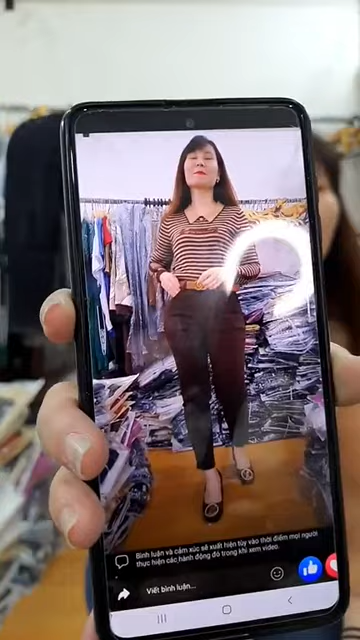 Bình luận và cảm xúc sẽ xuất hiện tùy vào thời điểm mọi người
thực hiện các hành động đó trong khi xem video.
Viết bình luận...